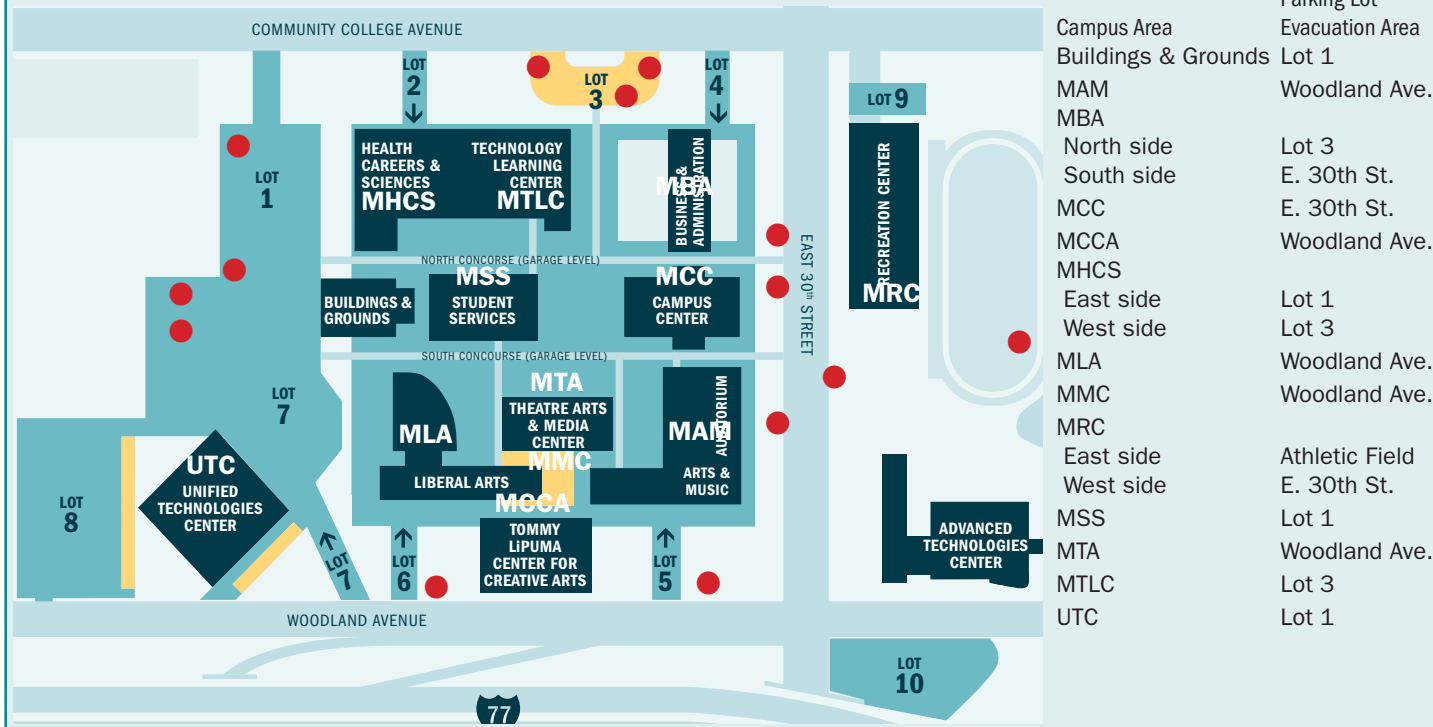 COMMUNITY COLLEGE AVENUE
LOT
2
LOT
3
LOT
4
LOT 9
LOT
1
HEALTH
CAREERS &
SCIENCES
MHCS
TECHNOLOGY
LEARNING
CENTER
MTLC
BUSINESS &
ADMINISTRATION
MBA
RECREATION CENTER
MRC
EAST 30th STREET
NORTH CONCORSE (GARAGE LEVEL)
BUILDINGS &
GROUNDS
MSS
STUDENT
SERVICES
MCC
CAMPUS
CENTER
SOUTH CONCOURSE (GARAGE LEVEL)
LOT
7
MLA
LIBERAL ARTS
MTA
THEATRE ARTS
& MEDIA
CENTER
MMC
MCCA
TOMMY
LiPUMA
CENTER FOR
CREATIVE ARTS
MAM
AUDITORIUM
ARTS &
MUSIC
LOT
8
UTC
UNIFIED
TECHNOLOGIES
CENTER
LOT
7
LOT
6
LOT
5
ADVANCED
TECHNOLOGIES
CENTER
WOODLAND AVENUE
LOT
10
77
Parking Lot
Campus Area Evacuation Area
Buildings & Grounds Lot 1
MAM Woodland Ave.
MBA
North side Lot 3
South side E. 30th St.
MCC E. 30th St.
MCCA Woodland Ave.
MHCS
East side Lot 1
West side Lot 3
MLA Woodland Ave.
MMC Woodland Ave.
MRC
East side Athletic Field
West side E. 30th St.
MSS Lot 1
MTA Woodland Ave.
MTLC Lot 3
UTC Lot 1